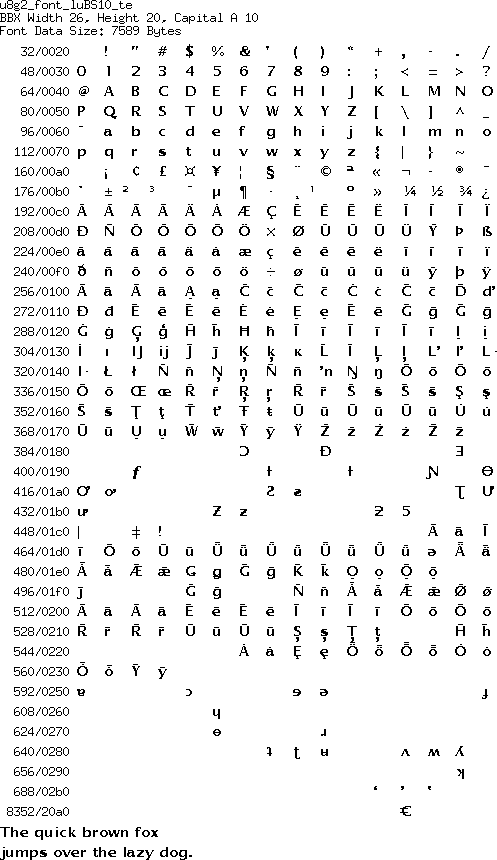 u8g2_font_luBS10_te
BBX Width 26, Height 20, Capital A 10
Font Data Size: 7589 Bytes
32/0020 ! " # $ % & ' ( ) * + , - . /
48/0030 0 1 2 3 4 5 6 7 8 9 : ; < = > ?
64/0040 @ A B C D E F G H I J K L M N O
80/0050 P Q R S T U V W X Y Z [ \ ] ^ _
96/0060 ` a b c d e f g h i j k l m n o
112/0070 p q r s t u v w x y z { | } ~
160/00a0 ¡ ¢ £ ¤ ¥ ¦ § ¨ © ª « ¬ - ® ¯
176/00b0 ° ± ² ³ ´ µ ¶ · ¸ ¹ º » ¼ ½ ¾ ¿
192/00c0 À Á Â Ã Ä Å Æ Ç È É Ê Ë Ì Í Î Ï
208/00d0 Ð Ñ Ò Ó Ô Õ Ö × Ø Ù Ú Û Ü Ý Þ ß
224/00e0 à á â ã ä å æ ç è é ê ë ì í î ï
240/00f0 ð ñ ò ó ô õ ö ÷ ø ù ú û ü ý þ ÿ
256/0100 Ā ā Ă ă Ą ą Ć ć Ĉ ĉ Ċ ċ Č č Ď ď
272/0110 Đ đ Ē ē Ĕ ĕ Ė ė Ę ę Ě ě Ĝ ĝ Ğ ğ
288/0120 Ġ ġ Ģ ģ Ĥ ĥ Ħ ħ Ĩ ĩ Ī ī Ĭ ĭ Į į
304/0130 İ ı Ĳ ĳ Ĵ ĵ Ķ ķ ĸ Ĺ ĺ Ļ ļ Ľ ľ Ŀ
320/0140 ŀ Ł ł Ń ń Ņ ņ Ň ň ŉ Ŋ ŋ Ō ō Ŏ ŏ
336/0150 Ő ő Œ œ Ŕ ŕ Ŗ ŗ Ř ř Ś ś Ŝ ŝ Ş ş
352/0160 Š š Ţ ţ Ť ť Ŧ ŧ Ũ ũ Ū ū Ŭ ŭ Ů ů
368/0170 Ű ű Ų ų Ŵ ŵ Ŷ ŷ Ÿ Ź ź Ż ż Ž ž
384/0180 Ɔ Ɖ Ǝ
400/0190 ƒ Ɨ ƚ Ɲ Ɵ
416/01a0 Ơ ơ Ƨ ƨ Ʈ Ư
432/01b0 ư Ƶ ƶ ƻ Ƽ
448/01c0 ǀ ǂ ǃ Ǎ ǎ Ǐ
464/01d0 ǐ Ǒ ǒ Ǔ ǔ Ǖ ǖ Ǘ ǘ Ǚ ǚ Ǜ ǜ ǝ Ǟ ǟ
480/01e0 Ǡ ǡ Ǣ ǣ Ǥ ǥ Ǧ ǧ Ǩ ǩ Ǫ ǫ Ǭ ǭ
496/01f0 ǰ Ǵ ǵ Ǹ ǹ Ǻ ǻ Ǽ ǽ Ǿ ǿ
512/0200 Ȁ ȁ Ȃ ȃ Ȅ ȅ Ȇ ȇ Ȉ ȉ Ȋ ȋ Ȍ ȍ Ȏ ȏ
528/0210 Ȑ ȑ Ȓ ȓ Ȕ ȕ Ȗ ȗ Ș ș Ț ț Ȟ ȟ
544/0220 Ȧ ȧ Ȩ ȩ Ȫ ȫ Ȭ ȭ Ȯ ȯ
560/0230 Ȱ ȱ Ȳ ȳ
592/0250 ɐ ɔ ɘ ə ɟ
608/0260 ɥ
624/0270 ɵ ɹ
640/0280 ʇ ʈ ʉ ʌ ʍ ʎ
656/0290 ʞ
688/02b0 ʻ ʼ ʽ
8352/20a0 €
The quick brown fox
jumps over the lazy dog.